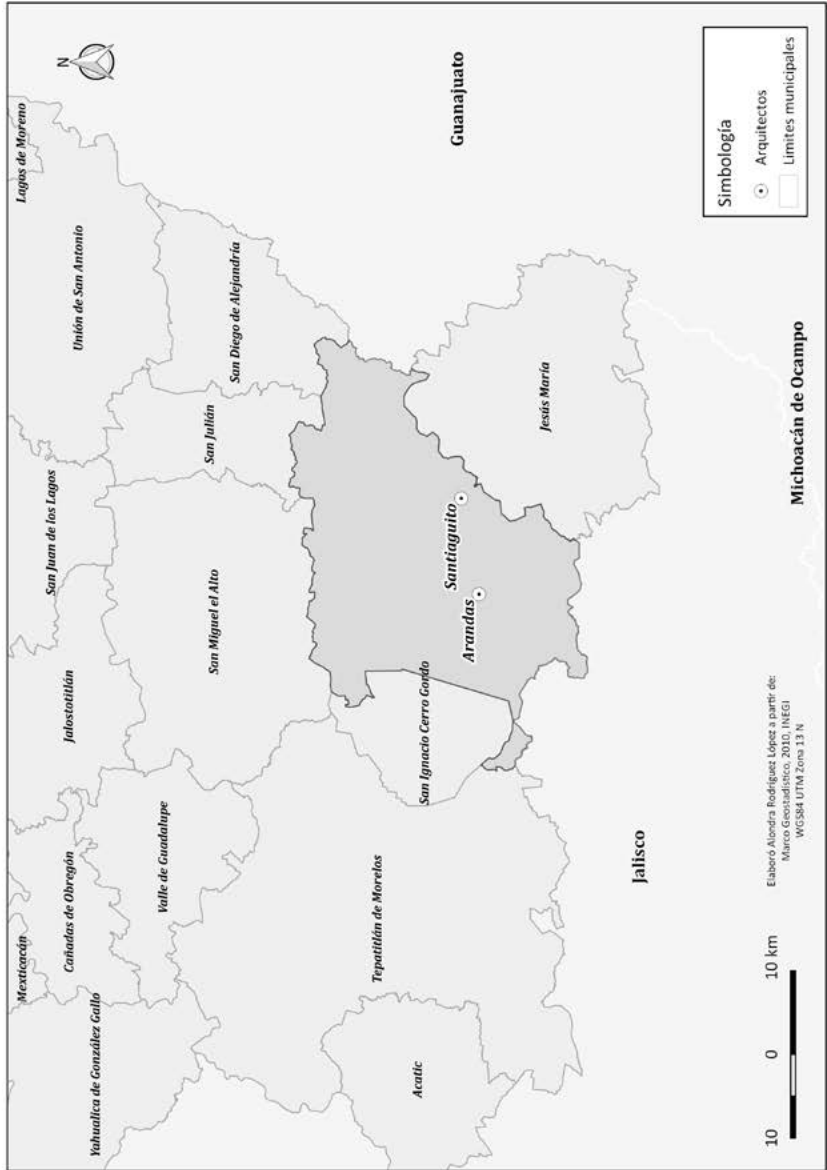 N
Lagos de Moreno
Mexticacán
Unión de San Antonio
San Juan de los Lagos
Jalostotitlán
Cañadas de Obregón
Yahualica de González Gallo
Valle de Guadalupe
San Miguel el Alto
San Julián
San Diego de Alejandría
Guanajuato
Acatic
Tepatitlán de Morelos
San Ignacio Cerro Gordo
Arandas
Santiaguito
Jesús María
Jalisco
Michoacán de Ocampo
10
0
10 km
Elaboró Alondra Rodríguez López a partir de:
Marco Geostadístico, 2010, INEGI
WGS84 UTM Zona 13 N
Simbología
Arquitectos
Límites municipales